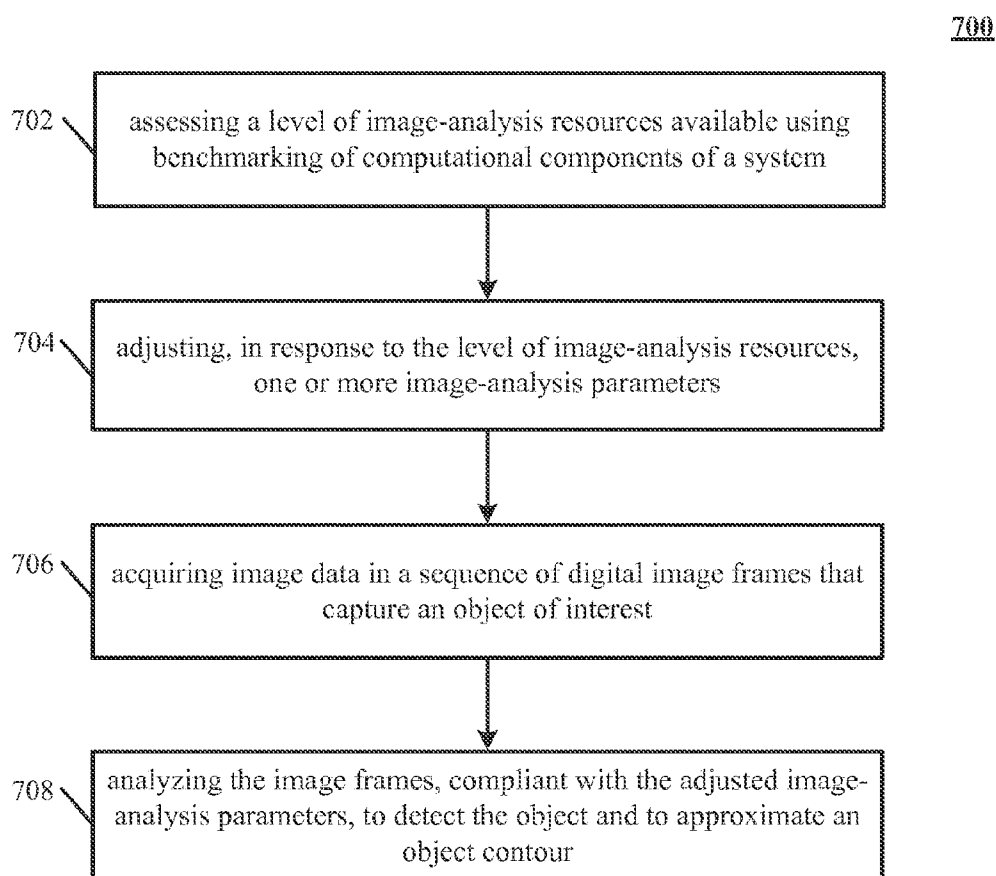 700
702
assessing a level of image-analysis resources available using
benchmarking of computational components of a system
704
adjusting, in response to the level of image-analysis resources,
one or more image-analysis parameters
706
acquiring image data in a sequence of digital image frames that
capture an object of interest
708
analyzing the image frames, compliant with the adjusted image-
analysis parameters, to detect the object and to approximate an
object contour